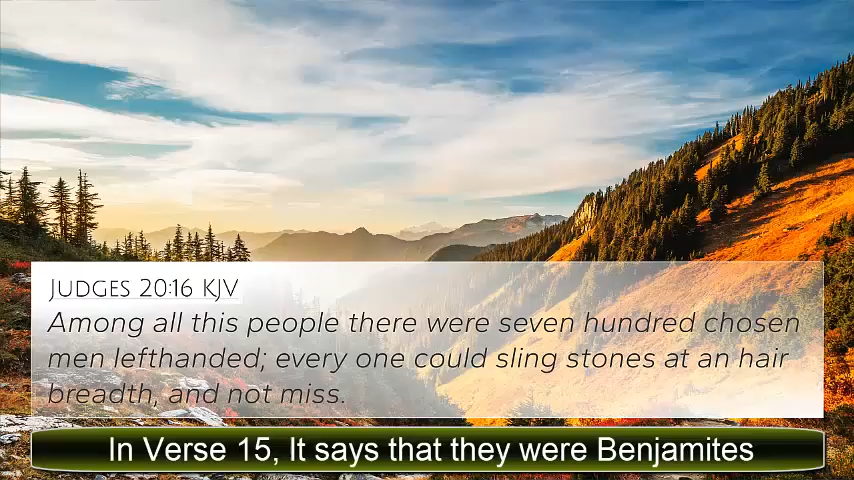 Judges 20:16 KJV
Among all this people there were seven hundred chosen
men lefthanded; every one could sling stones at an hair
breadth, and not miss.
In Verse 15, It says that they were Benjamites